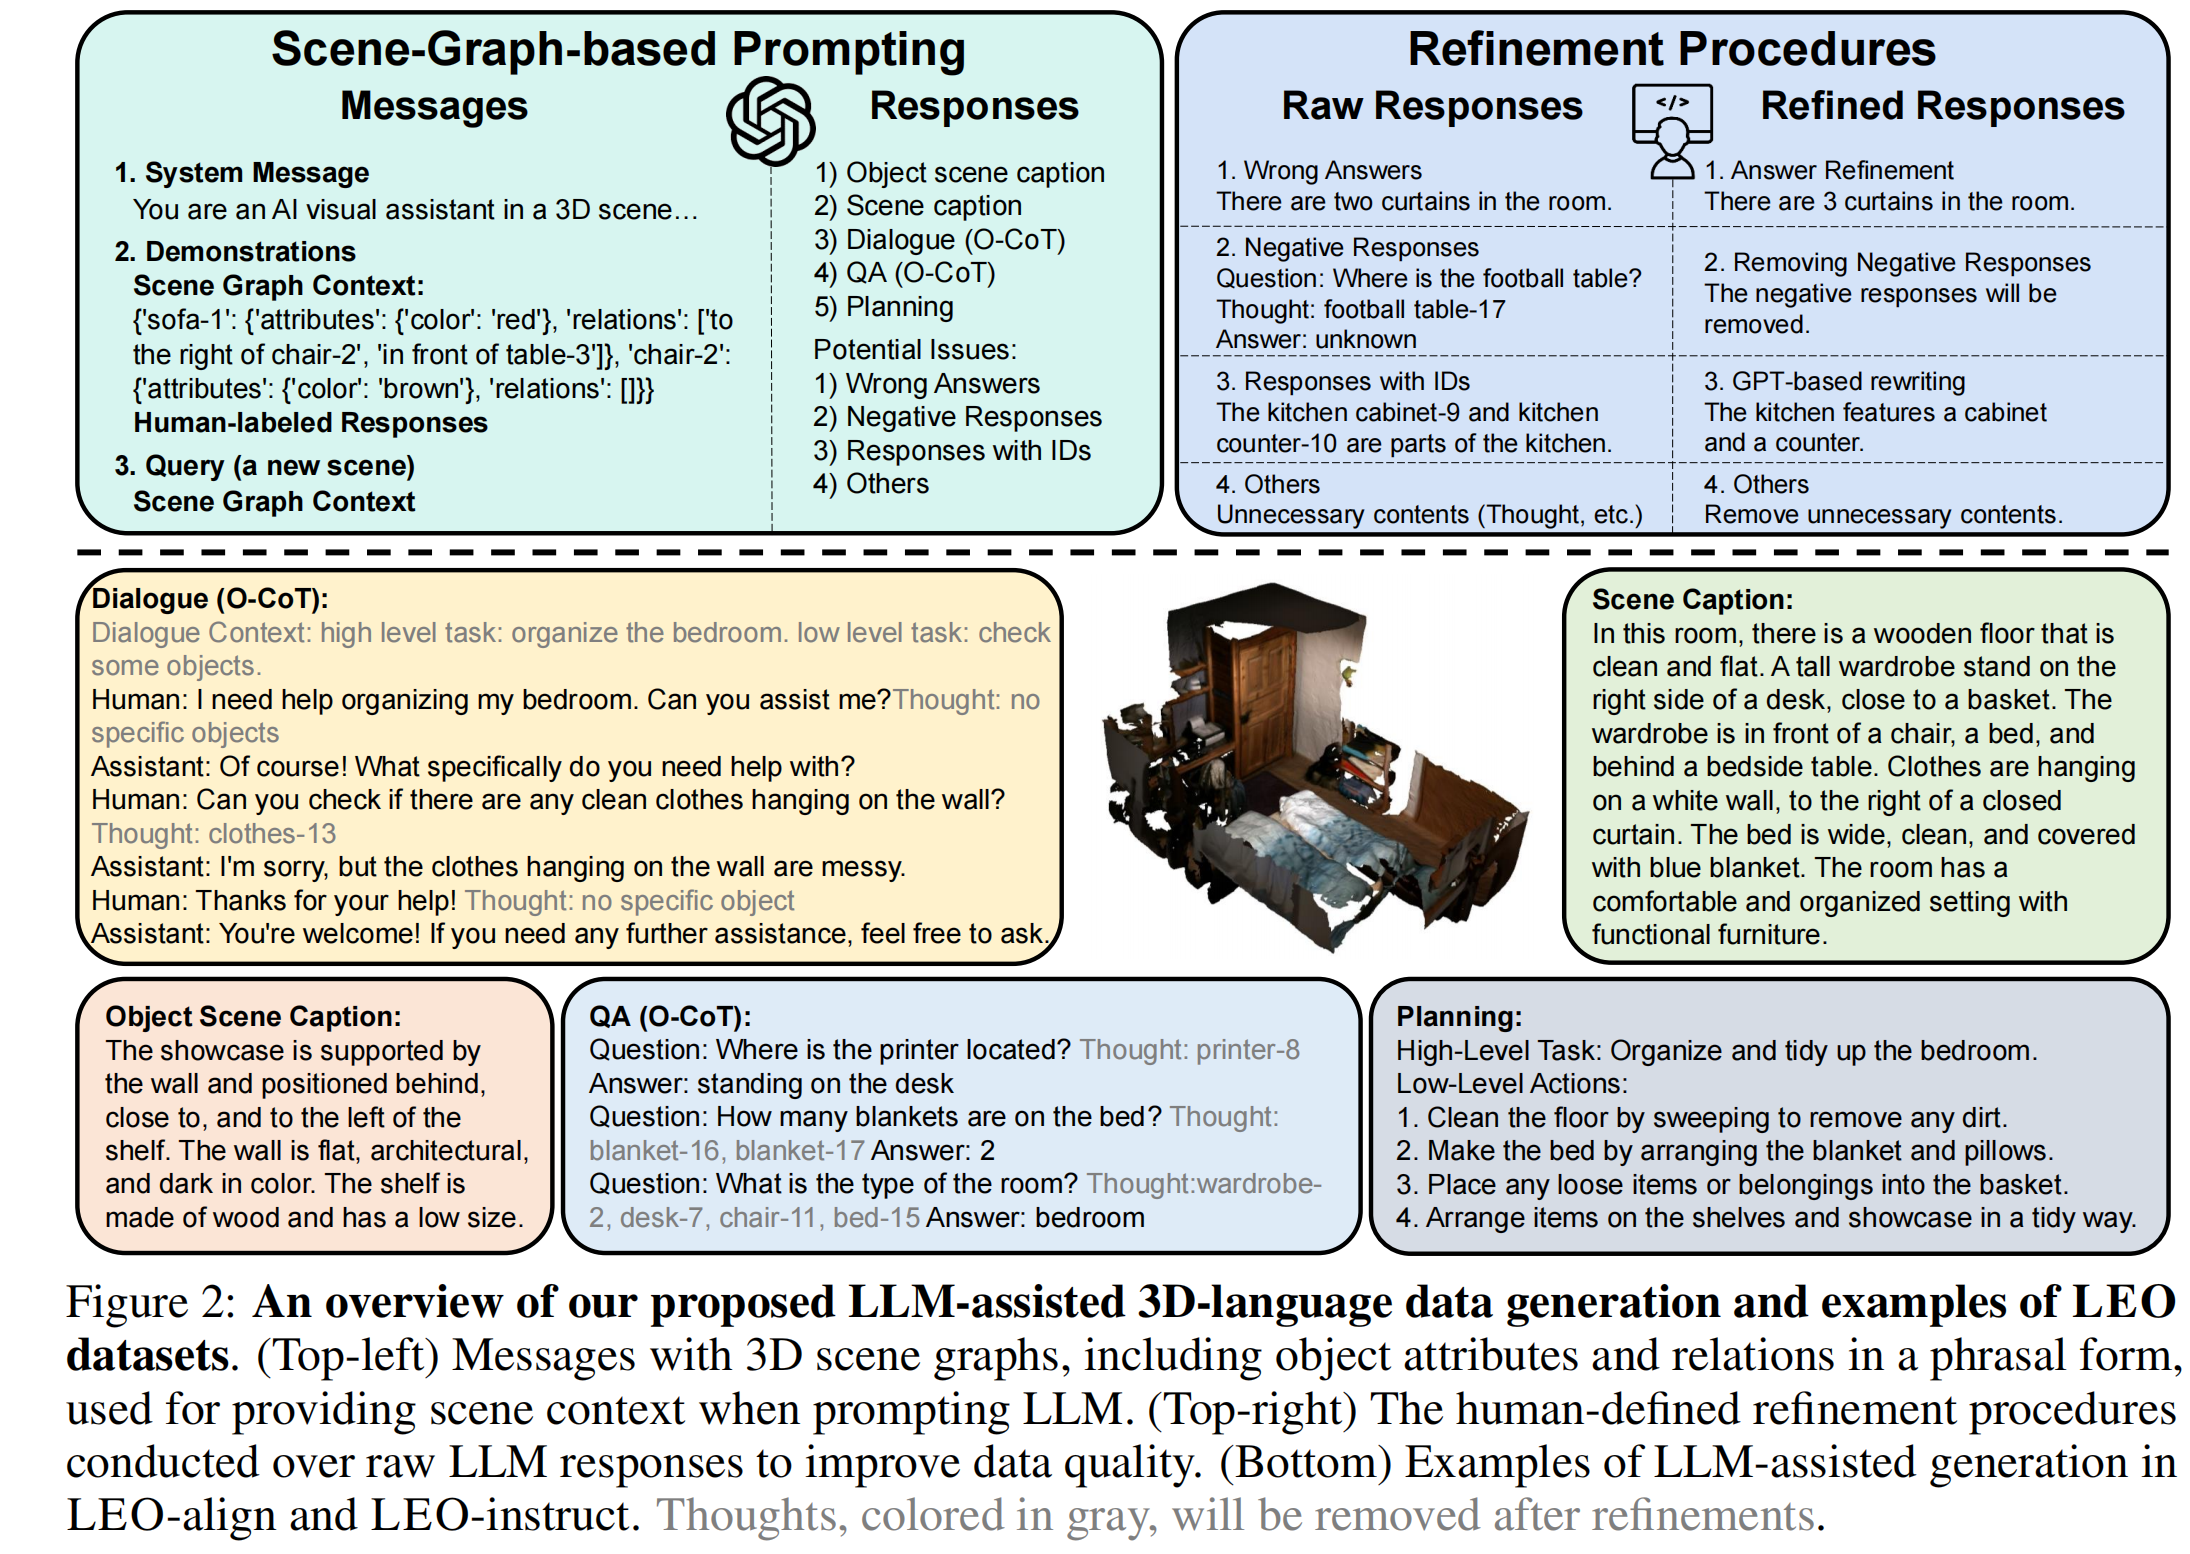 Scene-Graph-based Prompting
Messages
1. System Message
You are an AI visual assistant in a 3D scene…
2. Demonstrations
Scene Graph Context:
{'sofa-1': {'attributes': {'color': 'red'}, 'relations': ['to
the right of chair-2', 'in front of table-3']}, 'chair-2':
{'attributes': {'color': 'brown'}, 'relations': []}}
Human-labeled Responses
3. Query (a new scene)
Scene Graph Context
Responses
1) Object scene caption
2) Scene caption
3) Dialogue (O-CoT)
4) QA (O-CoT)
5) Planning
Potential Issues:
1) Wrong Answers
2) Negative Responses
3) Responses with IDs
4) Others
Refinement Procedures
Raw Responses
</>
Refined Responses
1. Wrong Answers
There are two curtains in the room.
1. Answer Refinement
There are 3 curtains in the room.
2. Negative Responses
Question: Where is the football table?
Thought: football table-17
Answer: unknown
2. Removing Negative Responses
The negative responses will be
removed.
3. Responses with IDs
The kitchen cabinet-9 and kitchen
counter-10 are parts of the kitchen.
3. GPT-based rewriting
The kitchen features a cabinet
and a counter.
4. Others
Unnecessary contents (Thought, etc.)
4. Others
Remove unnecessary contents.
Dialogue (O-CoT):
Dialogue Context: high level task: organize the bedroom. low level task: check
some objects.
Human: I need help organizing my bedroom. Can you assist me?Thought: no
specific objects
Assistant: Of course! What specifically do you need help with?
Human: Can you check if there are any clean clothes hanging on the wall?
Thought: clothes-13
Assistant: I'm sorry, but the clothes hanging on the wall are messy.
Human: Thanks for your help! Thought: no specific object
Assistant: You're welcome! If you need any further assistance, feel free to ask.
Scene Caption:
In this room, there is a wooden floor that is
clean and flat. A tall wardrobe stand on the
right side of a desk, close to a basket. The
wardrobe is in front of a chair, a bed, and
behind a bedside table. Clothes are hanging
on a white wall, to the right of a closed
curtain. The bed is wide, clean, and covered
with blue blanket. The room has a
comfortable and organized setting with
functional furniture.
Object Scene Caption:
The showcase is supported by
the wall and positioned behind,
close to, and to the left of the
shelf. The wall is flat, architectural,
and dark in color. The shelf is
made of wood and has a low size.
QA (O-CoT):
Question: Where is the printer located? Thought: printer-8
Answer: standing on the desk
Question: How many blankets are on the bed? Thought:
blanket-16, blanket-17 Answer: 2
Question: What is the type of the room? Thought:wardrobe-
2, desk-7, chair-11, bed-15 Answer: bedroom
Planning:
High-Level Task: Organize and tidy up the bedroom.
Low-Level Actions:
1. Clean the floor by sweeping to remove any dirt.
2. Make the bed by arranging the blanket and pillows.
3. Place any loose items or belongings into the basket.
4. Arrange items on the shelves and showcase in a tidy way.
Figure 2: An overview of our proposed LLM-assisted 3D-language data generation and examples of LEO
datasets. (Top-left) Messages with 3D scene graphs, including object attributes and relations in a phrasal form,
used for providing scene context when prompting LLM. (Top-right) The human-defined refinement procedures
conducted over raw LLM responses to improve data quality. (Bottom) Examples of LLM-assisted generation in
LEO-align and LEO-instruct. Thoughts, colored in gray, will be removed after refinements.